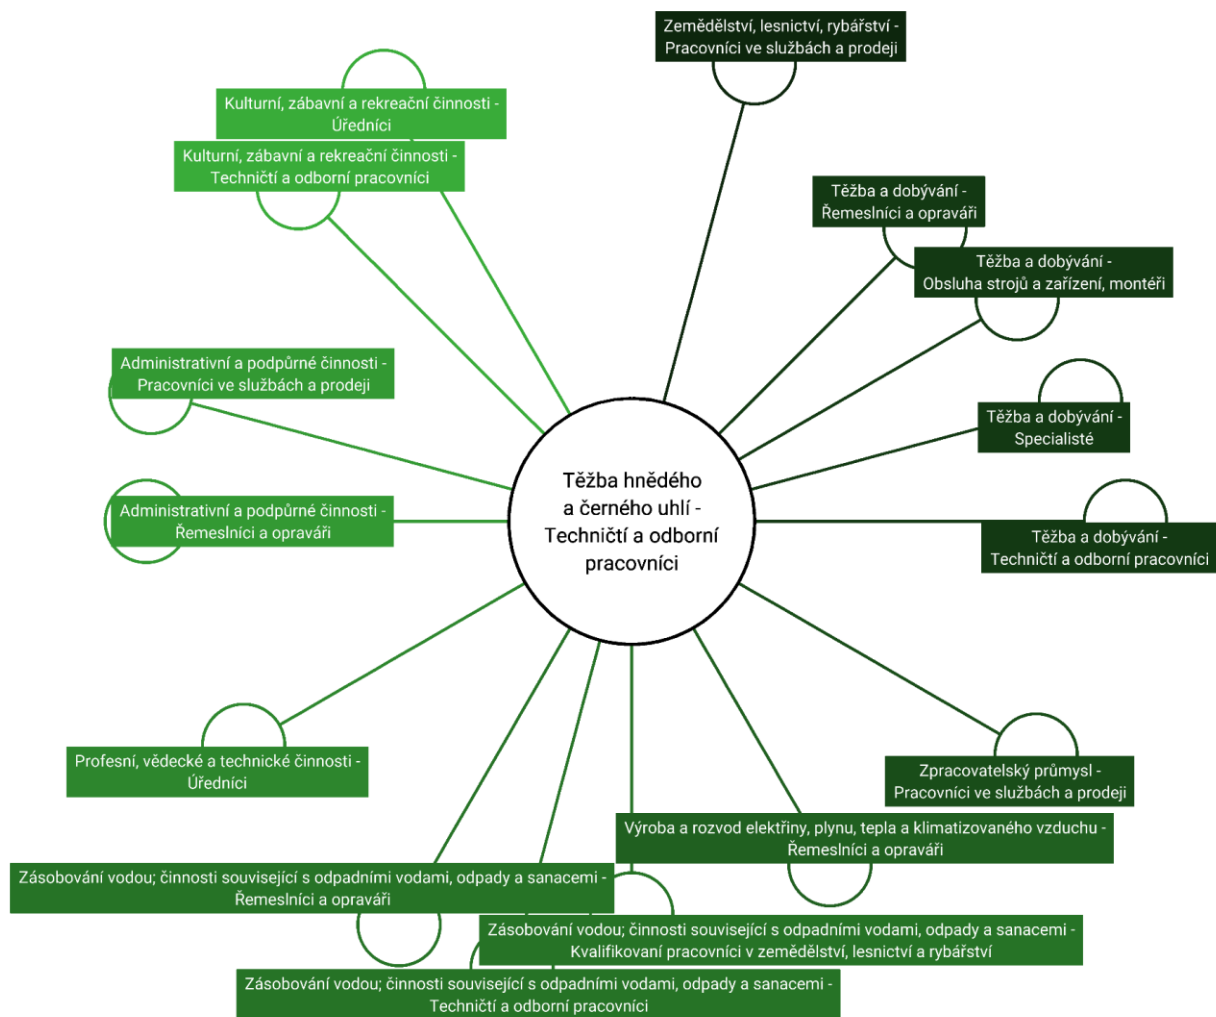 Zemědělství, lesnictví, rybářství -
Pracovníci ve službách a prodeji
Kulturní, zábavní a rekreační činnosti -
Úředníci
Kulturní, zábavní a rekreační činnosti -
Techničtí a odborní pracovníci
Těžba a dobývání -
Řemeslníci a opraváři
Těžba a dobývání -
Obsluha strojů a zařízení, montéři
Administrativní a podpůrné činnosti -
Pracovníci ve službách a prodeji
Těžba a dobývání -
Specialisté
Těžba hnědého
a černého uhlí -
Techničtí a odborní
pracovníci
Administrativní a podpůrné činnosti -
Řemeslníci a opraváři
Těžba a dobývání -
Techničtí a odborní pracovníci
Profesní, vědecké a technické činnosti -
Úředníci
Zpracovatelský průmysl -
Pracovníci ve službách a prodeji
Výroba a rozvod elektřiny, plynu, tepla a klimatizovaného vzduchu -
Řemeslníci a opraváři
Zásobování vodou; činnosti související s odpadními vodami, odpady a sanacemi -
Řemeslníci a opraváři
Zásobování vodou; činnosti související s odpadními vodami, odpady a sanacemi -
Kvalifikovaní pracovníci v zemědělství, lesnictví a rybářství
Zásobování vodou; činnosti související s odpadními vodami, odpady a sanacemi -
Techničtí a odborní pracovníci